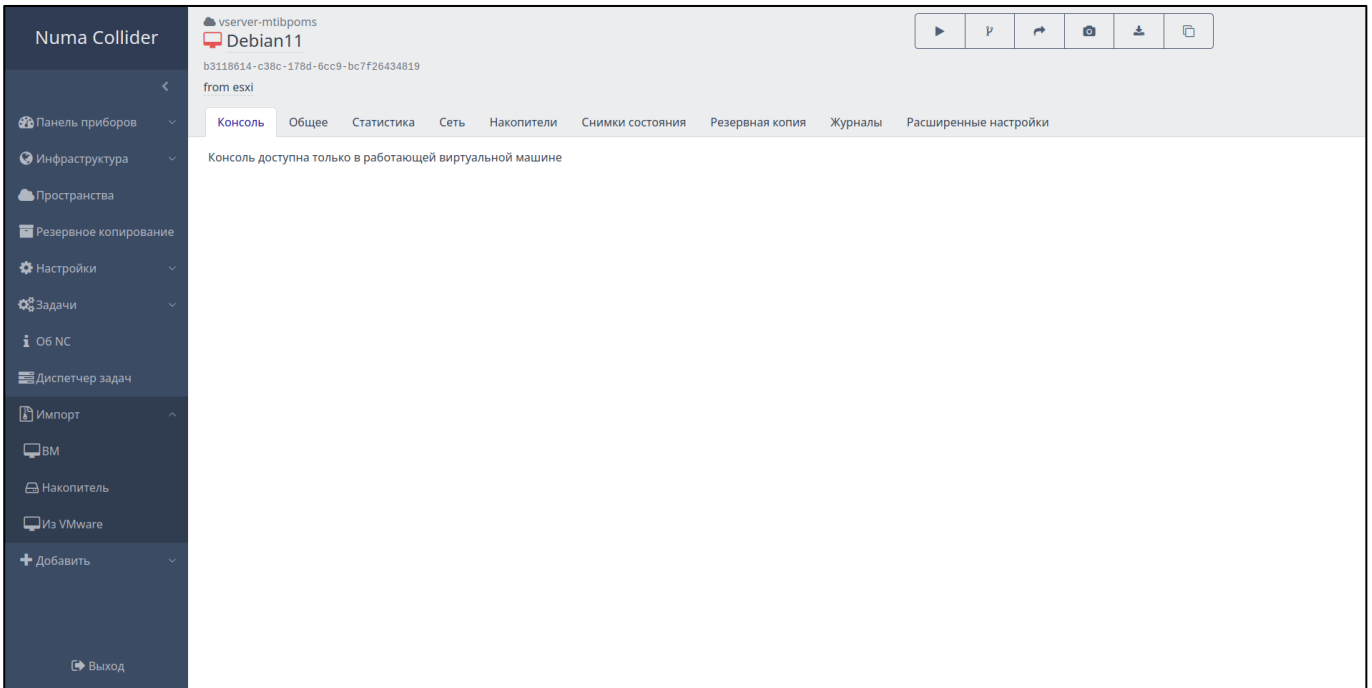 Numa Collider
Панель приборов
Инфраструктура
Пространства
Резервное копирование
Настройки
Задачи
Об NC
Диспетчер задач
Импорт
ВМ
Накопитель
Из VMware
Добавить
Выход
vserver-mtibpoms
Debian11
b3118614-c38c-178d-6cc9-bc7f26434819
from esxi
Консоль Общее Статистика Сеть Накопители Снимки состояния Резервная копия Журналы Расширенные настройки
Консоль доступна только в работающей виртуальной машине